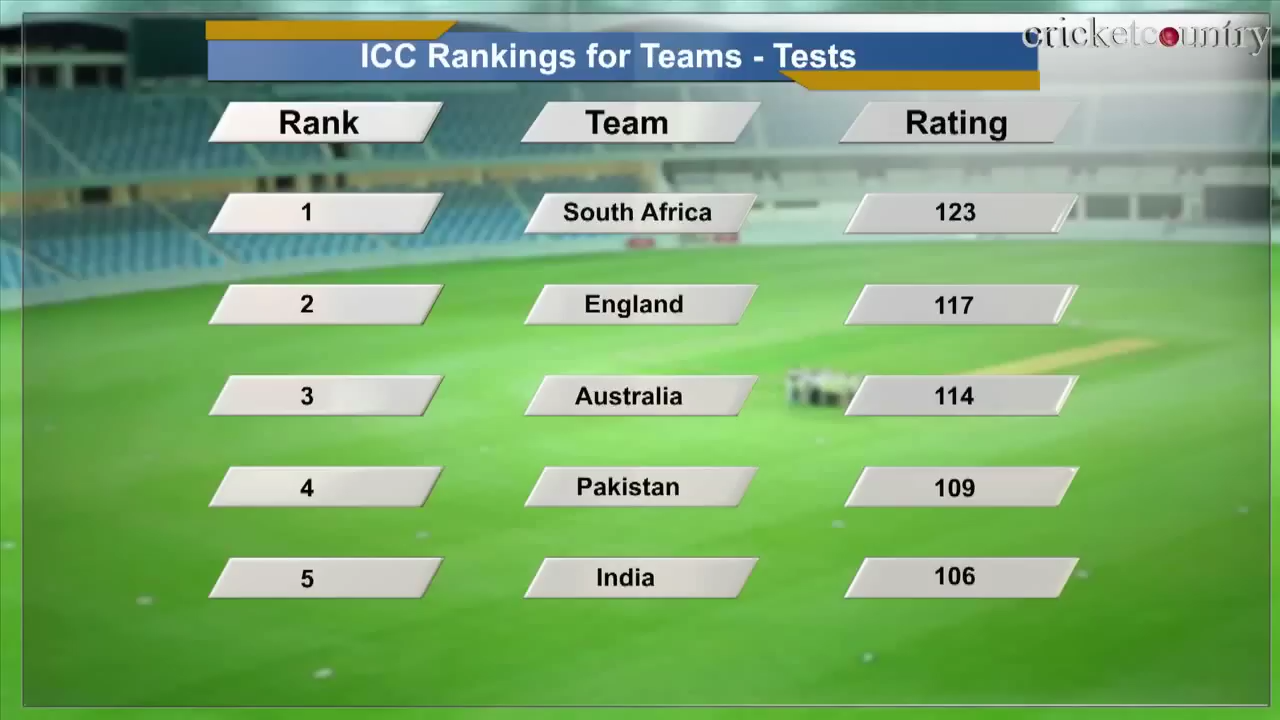 cricketcountry
ICC Rankings for Teams - Tests
Rank Team Rating
1 South Africa 123
2 England 117
3 Australia 114
4 Pakistan 109
5 India 106